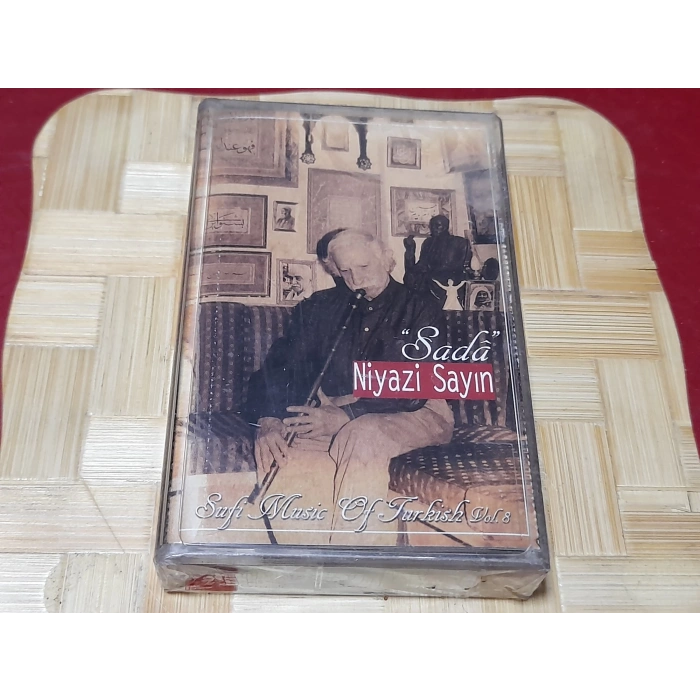 “Sadâ”
Niyazi Sayın
Sufi Music Of Turkish Vol. 8